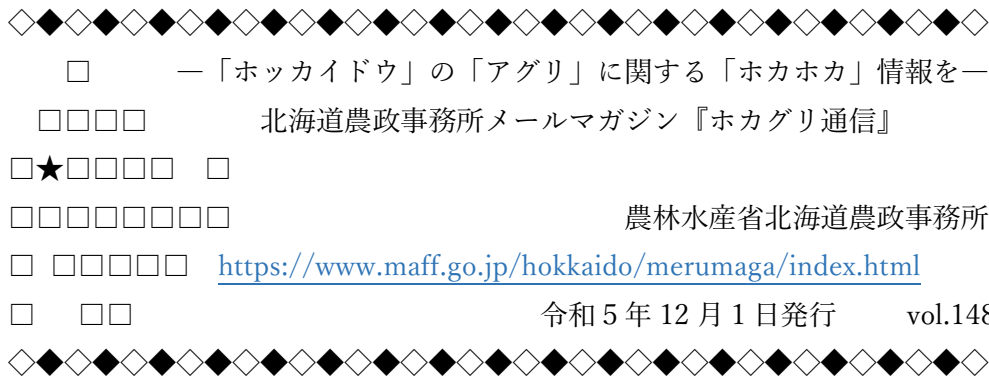 ◇◆◇◆◇◆◇◆◇◆◇◆◇◆◇◆◇◆◇◆◇◆◇◆◇◆◇◆◇◆◇◆◇◆◇◆◇
□　　　―「ホッカイドウ」の「アグリ」に関する「ホカホカ」情報を―
□□□□　　　　北海道農政事務所メールマガジン『ホカグリ通信』
□★□□□□　□
□□□□□□□□　　　　　　　　　　　　農林水産省北海道農政事務所
□ □□□□□　https://www.maff.go.jp/hokkaido/merumaga/index.html
□　　□□　　　　　　　　　　　　令和５年 12 月１日発行　　vol.148
◇◆◇◆◇◆◇◆◇◆◇◆◇◆◇◆◇◆◇◆◇◆◇◆◇◆◇◆◇◆◇◆◇◆◇◆◇